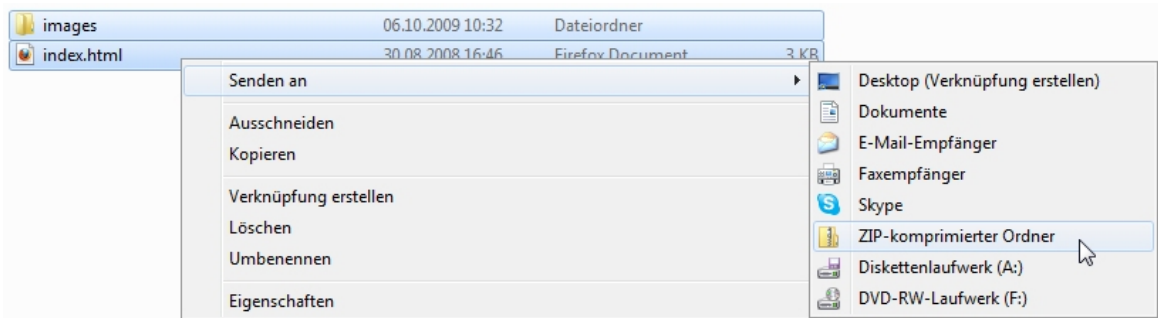 images 06.10.2009 10:32 Dateiordner
index.html 30.08.2008 16:46 Firefox Document 3 KB
Senden an
Ausschneiden
Kopieren
Verknüpfung erstellen
Löschen
Umbenennen
Eigenschaften
Desktop (Verknüpfung erstellen)
Dokumente
E-Mail-Empfänger
Faxempfänger
Skype
ZIP-komprimierter Ordner
Diskettenlaufwerk (A:)
DVD-RW-Laufwerk (F:)